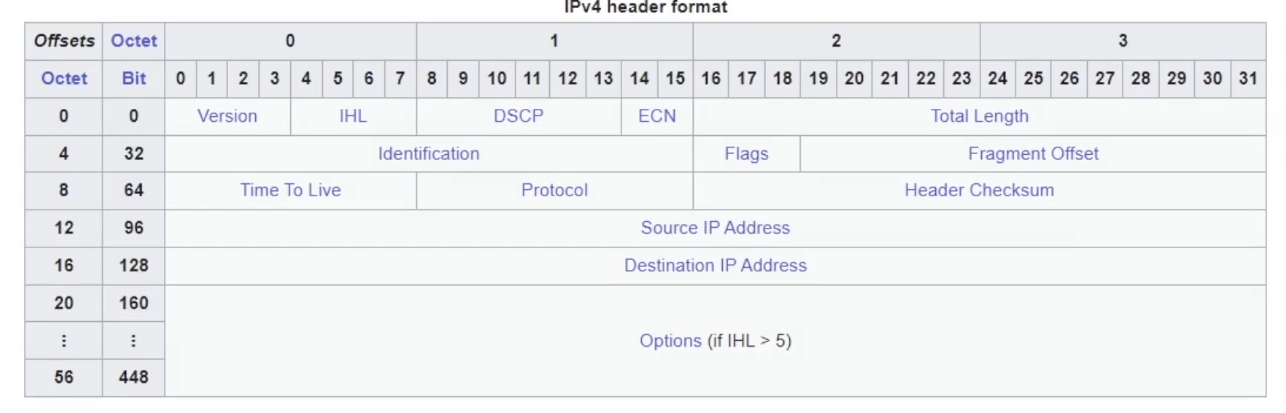 IPv4 header format
Offsets Octet 0 1 2 3
Octet Bit 0 1 2 3 4 5 6 7 8 9 10 11 12 13 14 15 16 17 18 19 20 21 22 23 24 25 26 27 28 29 30 31
0 0 Version IHL DSCP ECN Total Length
4 32 Identification Flags Fragment Offset
8 64 Time To Live Protocol Header Checksum
12 96 Source IP Address
16 128 Destination IP Address
20 160
⋮ ⋮ Options (if IHL > 5)
56 448